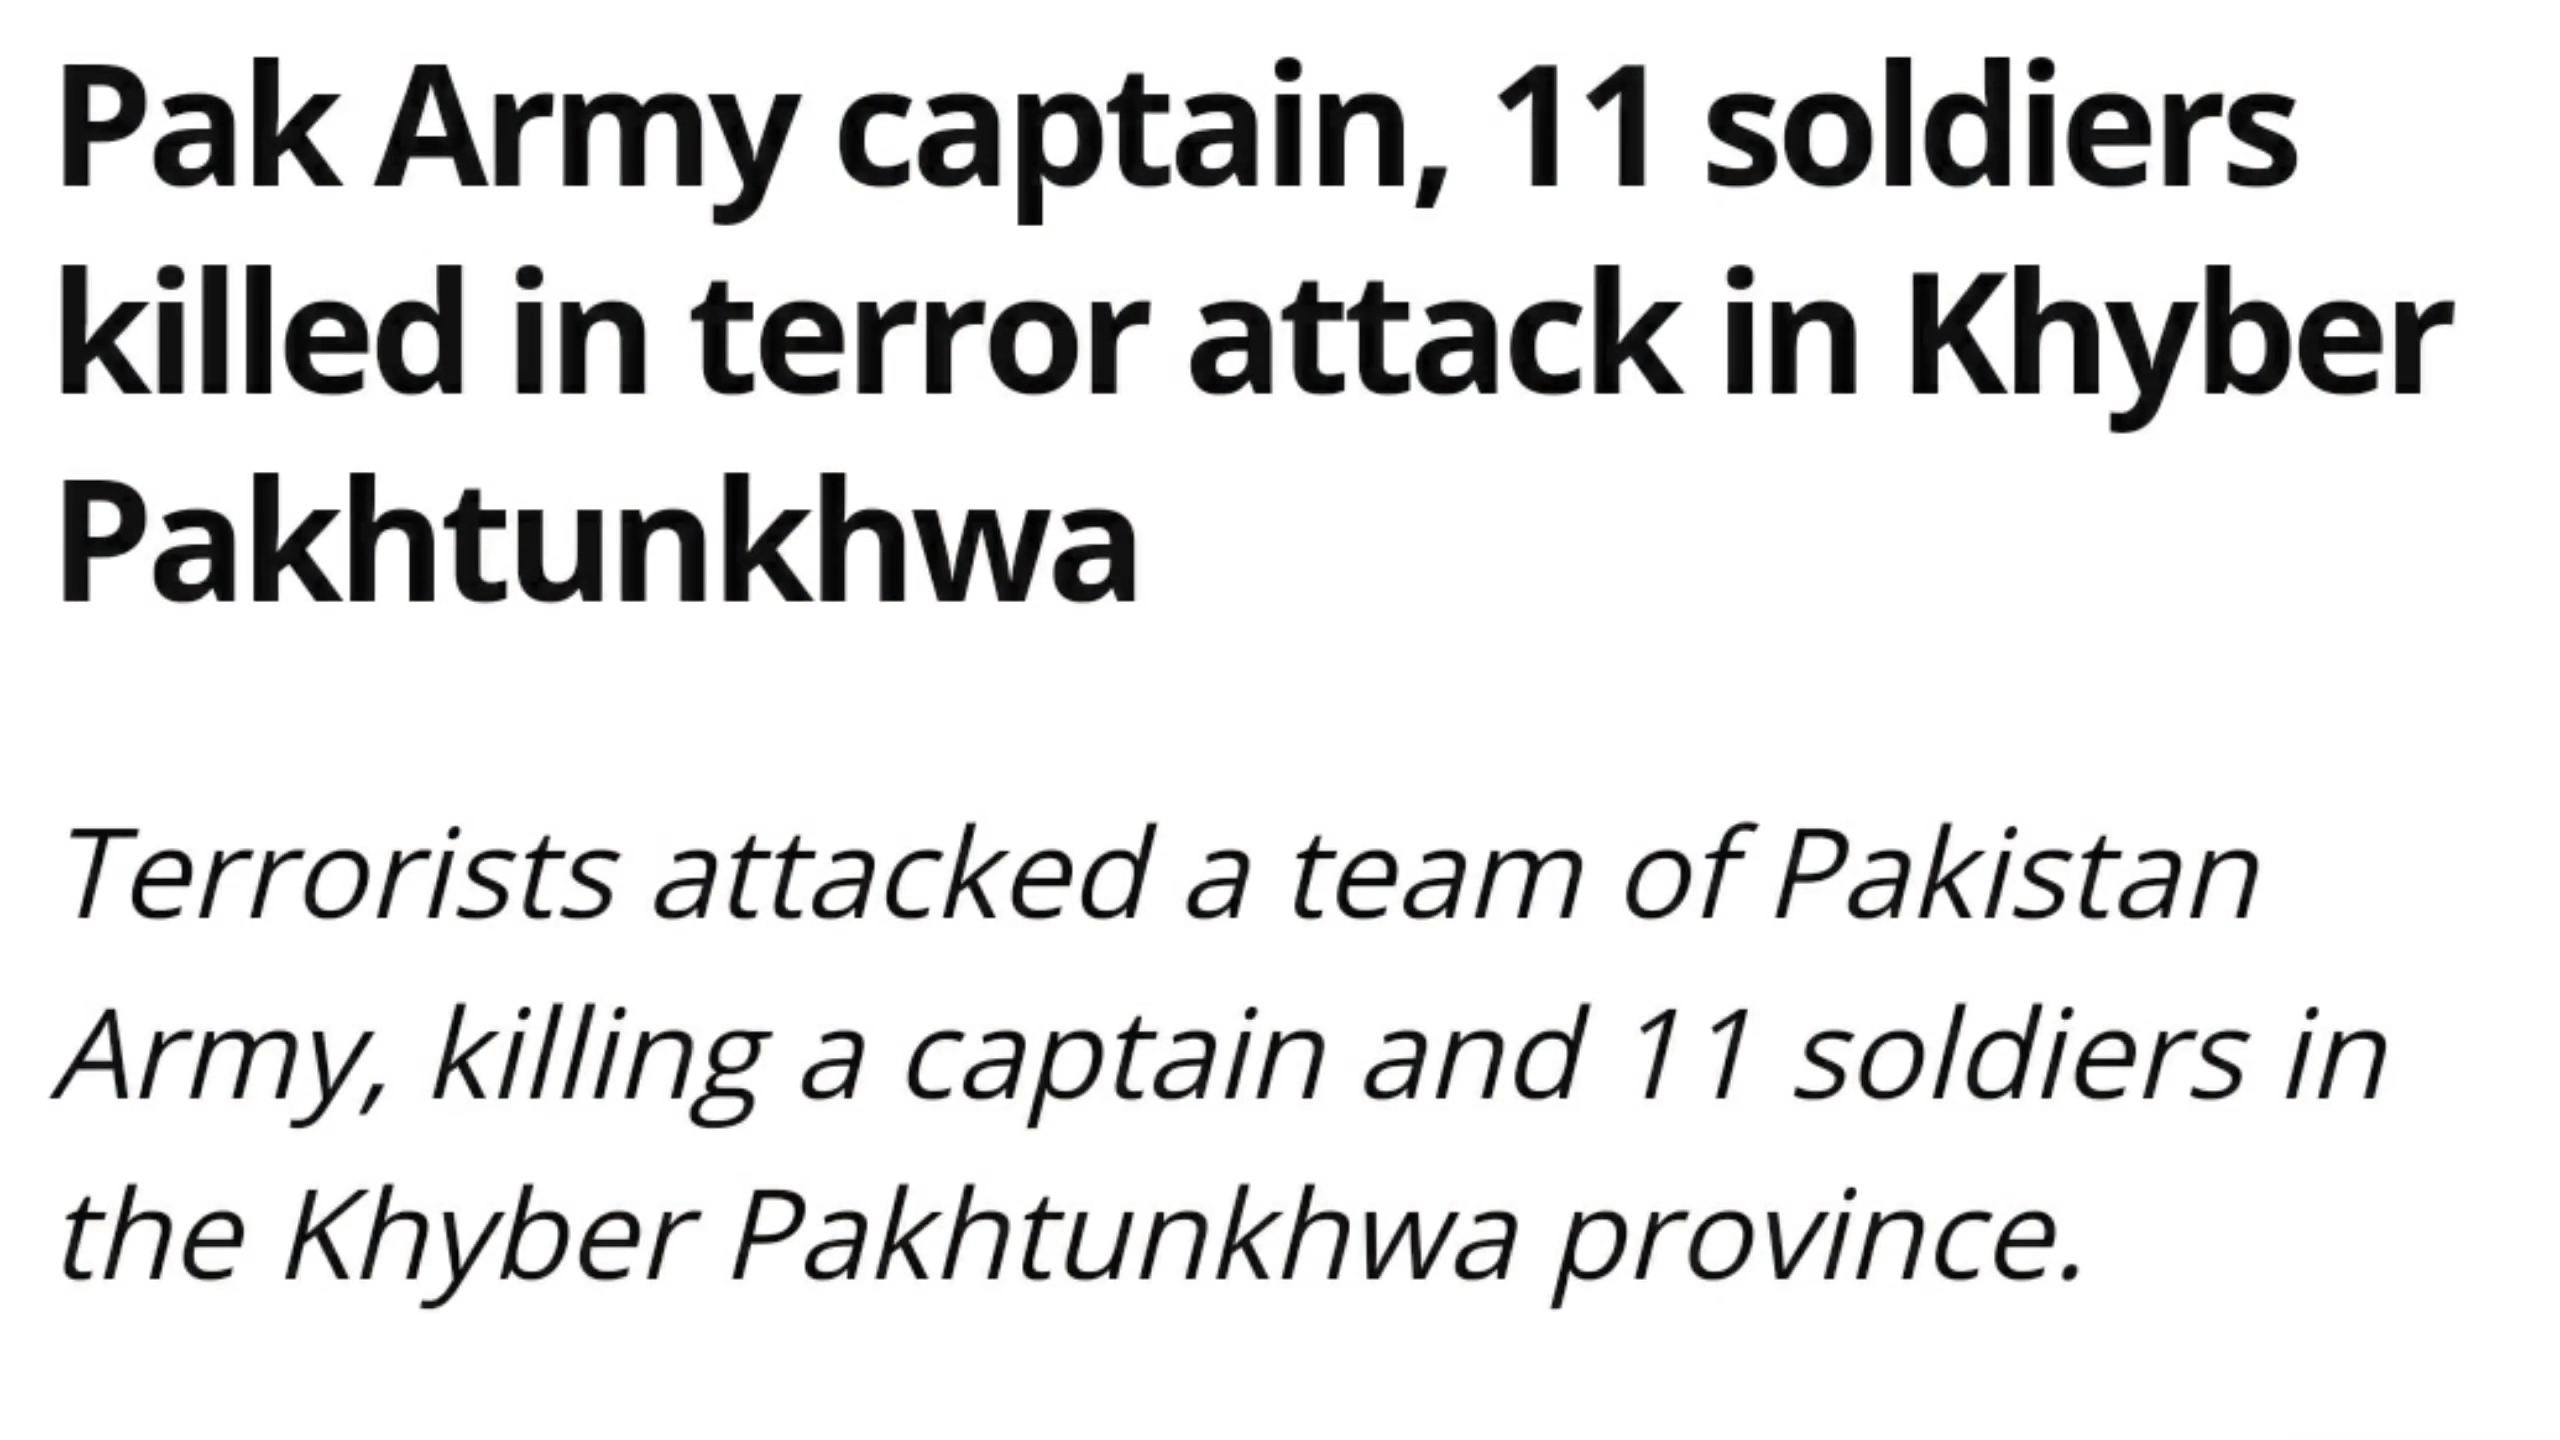 Pak Army captain, 11 soldiers
killed in terror attack in Khyber
Pakhtunkhwa
Terrorists attacked a team of Pakistan
Army, killing a captain and 11 soldiers in
the Khyber Pakhtunkhwa province.